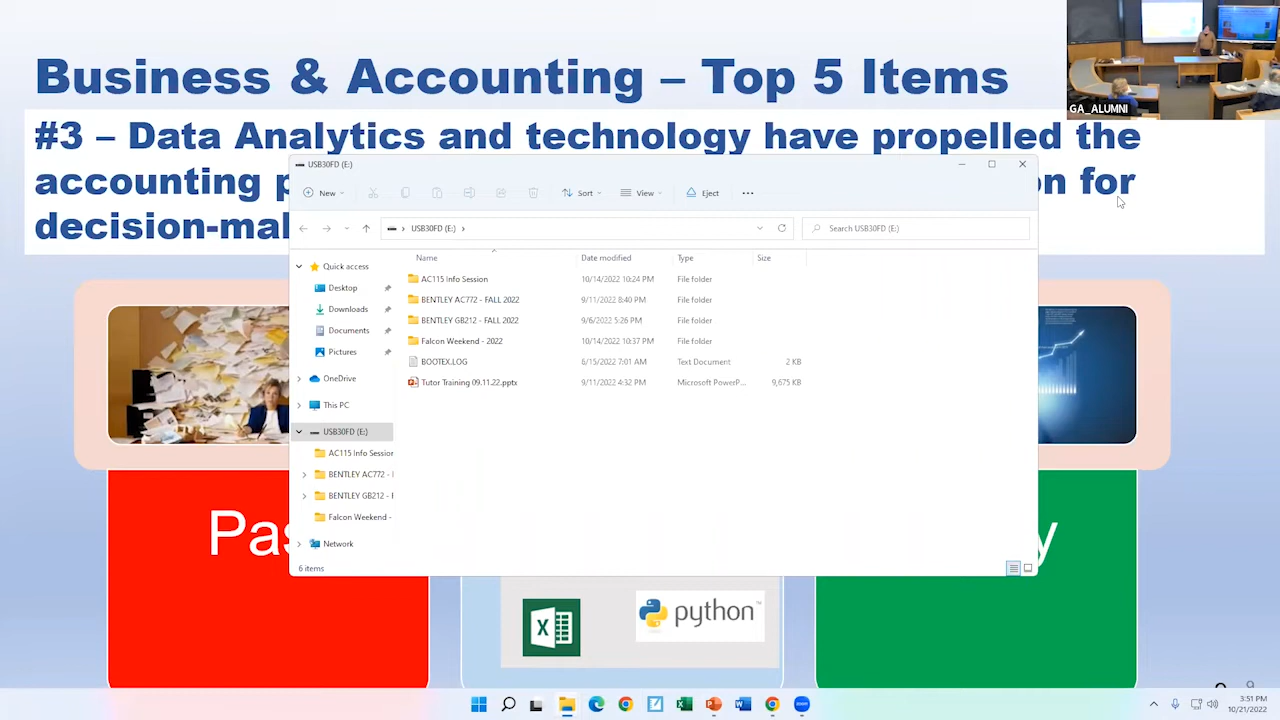 Business & Accounting – Top 5 Items
GA_ALUMNI
#3 – Data Analytics and technology have propelled the
accounting p
n for
decision-mal
USB30FD (E:)
New
Sort
View
Eject
USB30FD (E:)
Search USB30FD (E:)
Name
Date modified
Type
Size
Quick access
Desktop
Downloads
Documents
Pictures
OneDrive
This PC
USB30FD (E:)
AC115 Info Session
BENTLEY AC772 -
BENTLEY GB212 - F
Falcon Weekend -
Network
AC115 Info Session 10/14/2022 10:24 PM File folder
BENTLEY AC772 - FALL 2022 9/11/2022 8:40 PM File folder
BENTLEY GB212 - FALL 2022 9/6/2022 5:26 PM File folder
Falcon Weekend - 2022 10/14/2022 10:37 PM File folder
BOOTEX.LOG 6/15/2022 7:01 AM Text Document 2 KB
Tutor Training 09.11.22.pptx 9/11/2022 4:32 PM Microsoft PowerP... 9,675 KB
6 items
Pas
y
python™
3:51 PM
10/21/2022